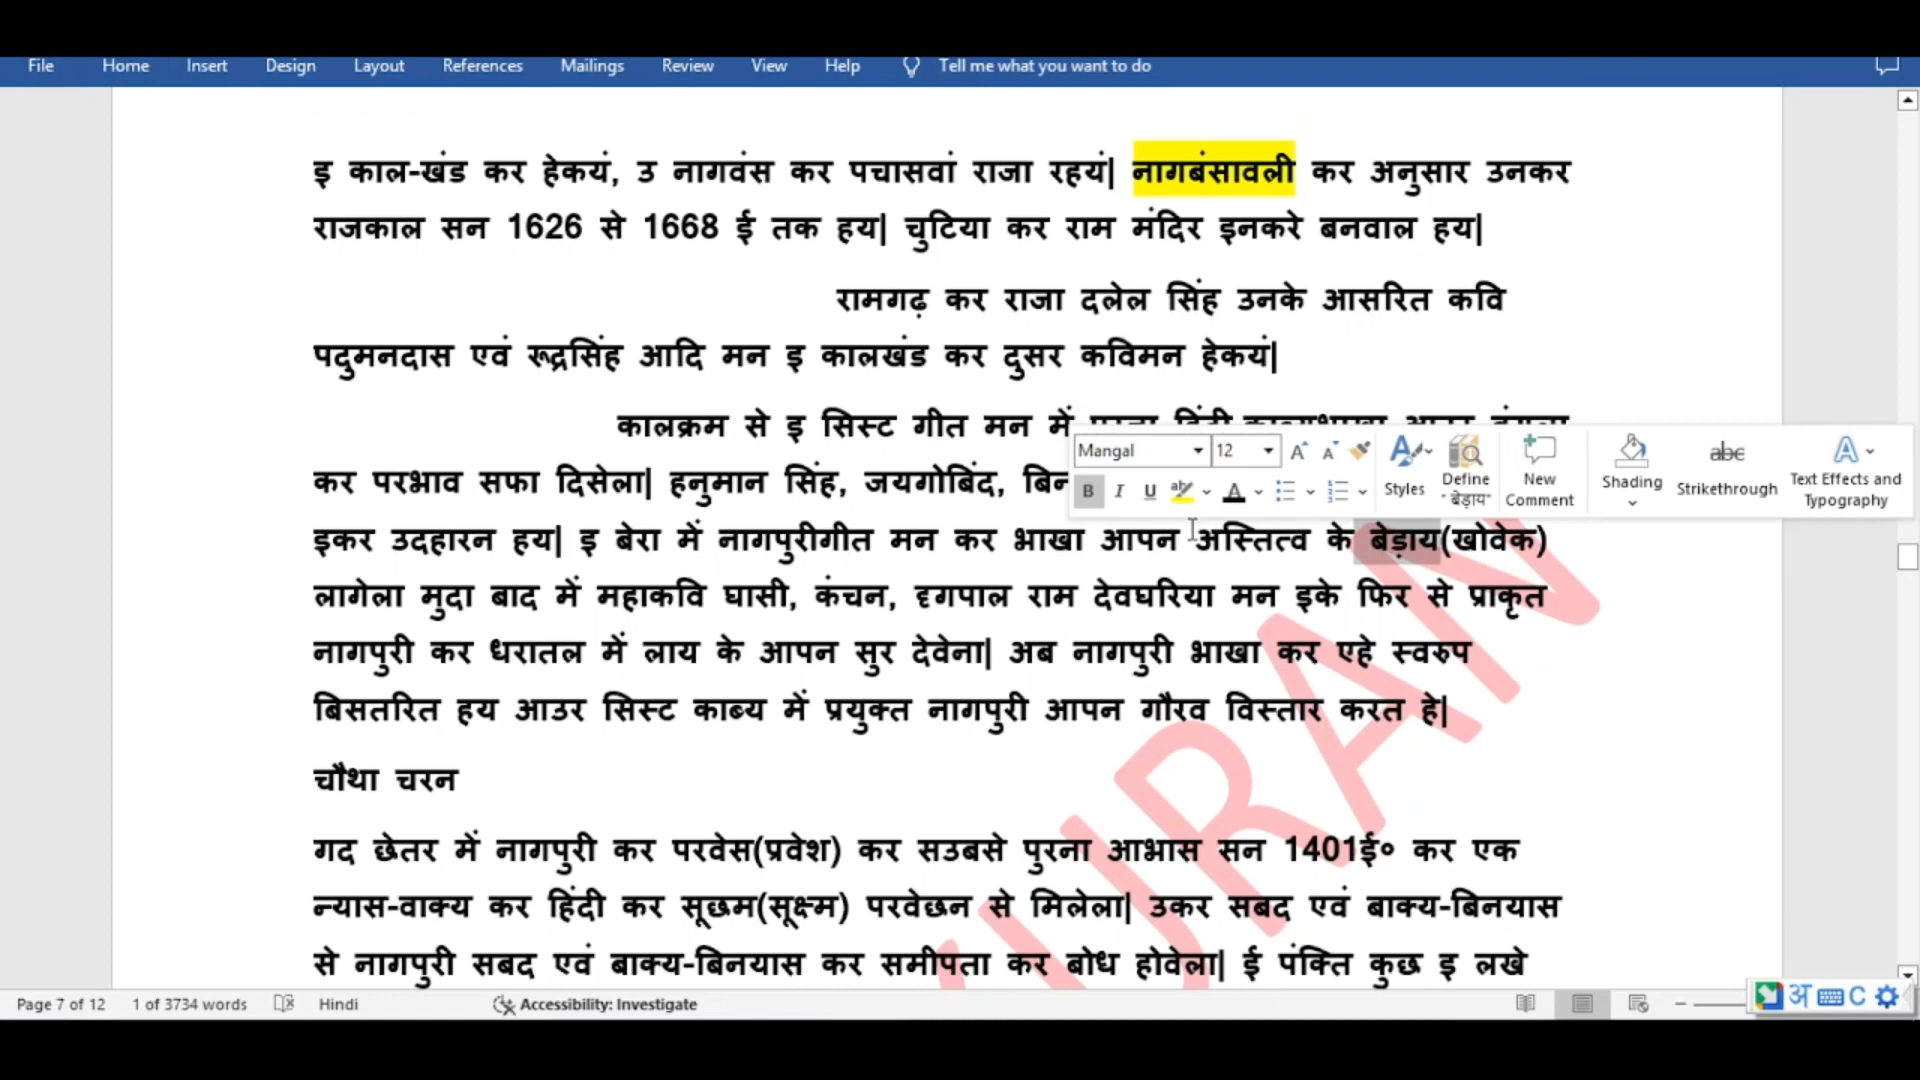 File Home Insert Design Layout References Mailings Review View Help Tell me what you want to do
इ काल-खंड कर हेकयं, उ नागवंस कर पचासवां राजा रहयं| नागबंसावली कर अनुसार उनकर
राजकाल सन 1626 से 1668 ई तक हय| चुटिया कर राम मंदिर इनकरे बनवाल हय|
रामगढ़ कर राजा दलेल सिंह उनके आसरित कवि
पदुमनदास एवं रूद्रसिंह आदि मन इ कालखंड कर दुसर कविमन हेकयं|
कालक्रम से इ सिस्ट गीत मन में
Mangal 12
कर परभाव सफा दिसेला| हनुमान सिंह, जयगोबिंद,
B I U Styles Define "बेड़ाय" New Comment Shading Strikethrough Text Effects and Typography
इकर उदहारन हय| इ बेरा में नागपुरीगीत मन कर भाखा आपन अस्तित्व के बेड़ाय(खोवेक)
लागेला मुदा बाद में महाकवि घासी, कंचन, दृगपाल राम देवघरिया मन इके फिर से प्राकृत
नागपुरी कर धरातल में लाय के आपन सुर देवेना| अब नागपुरी भाखा कर एहे स्वरुप
बिसतरित हय आउर सिस्ट काब्य में प्रयुक्त नागपुरी आपन गौरव विस्तार करत हे|
चौथा चरन
गद छेतर में नागपुरी कर परवेस(प्रवेश) कर सउबसे पुरना आभास सन 1401ई० कर एक
न्यास-वाक्य कर हिंदी कर सूछम(सूक्ष्म) परवेछन से मिलेला| उकर सबद एवं बाक्य-बिनयास
से नागपुरी सबद एवं बाक्य-बिनयास कर समीपता कर बोध होवेला| ई पंक्ति कुछ इ लखे
Page 7 of 12 1 of 3734 words Hindi Accessibility: Investigate अ C